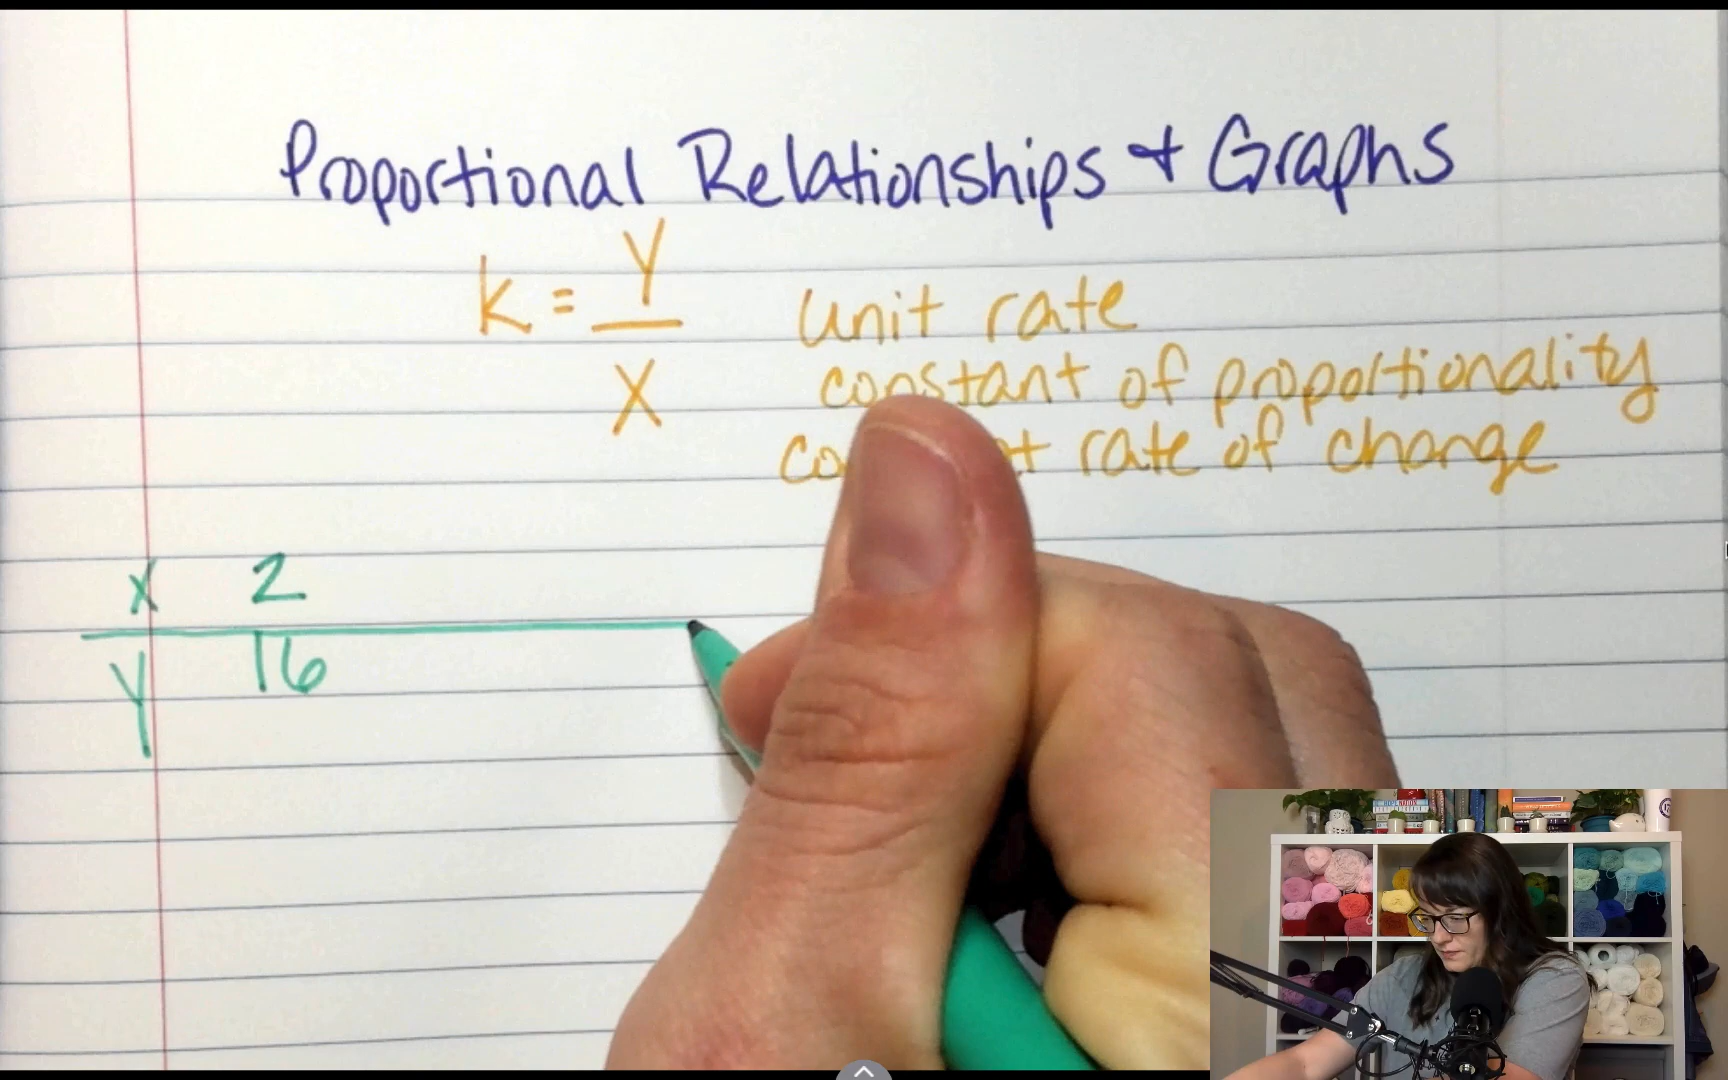 Proportional Relationships + Graphs
k = Y
X
unit rate
constant of proportionality
rate of change
X 2
Y 16